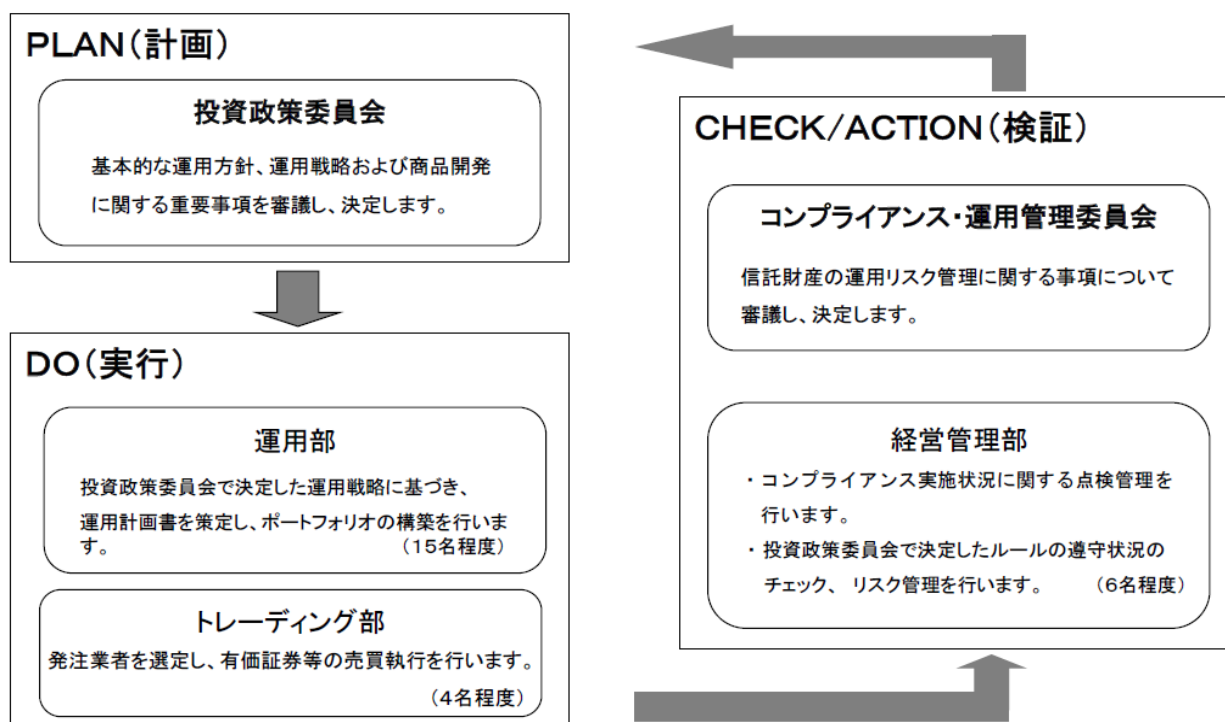 PLAN(計画)
投資政策委員会
基本的な運用方針、運用戦略および商品開発
に関する重要事項を審議し、決定します。
DO(実行)
運用部
投資政策委員会で決定した運用戦略に基づき、
運用計画書を策定し、ポートフォリオの構築を行いま
す。 (15名程度)
トレーディング部
発注業者を選定し、有価証券等の売買執行を行います。
(4名程度)
CHECK/ACTION(検証)
コンプライアンス・運用管理委員会
信託財産の運用リスク管理に関する事項について
審議し、決定します。
経営管理部
・コンプライアンス実施状況に関する点検管理を
行います。
・投資政策委員会で決定したルールの遵守状況の
チェック、 リスク管理を行います。 (6名程度)